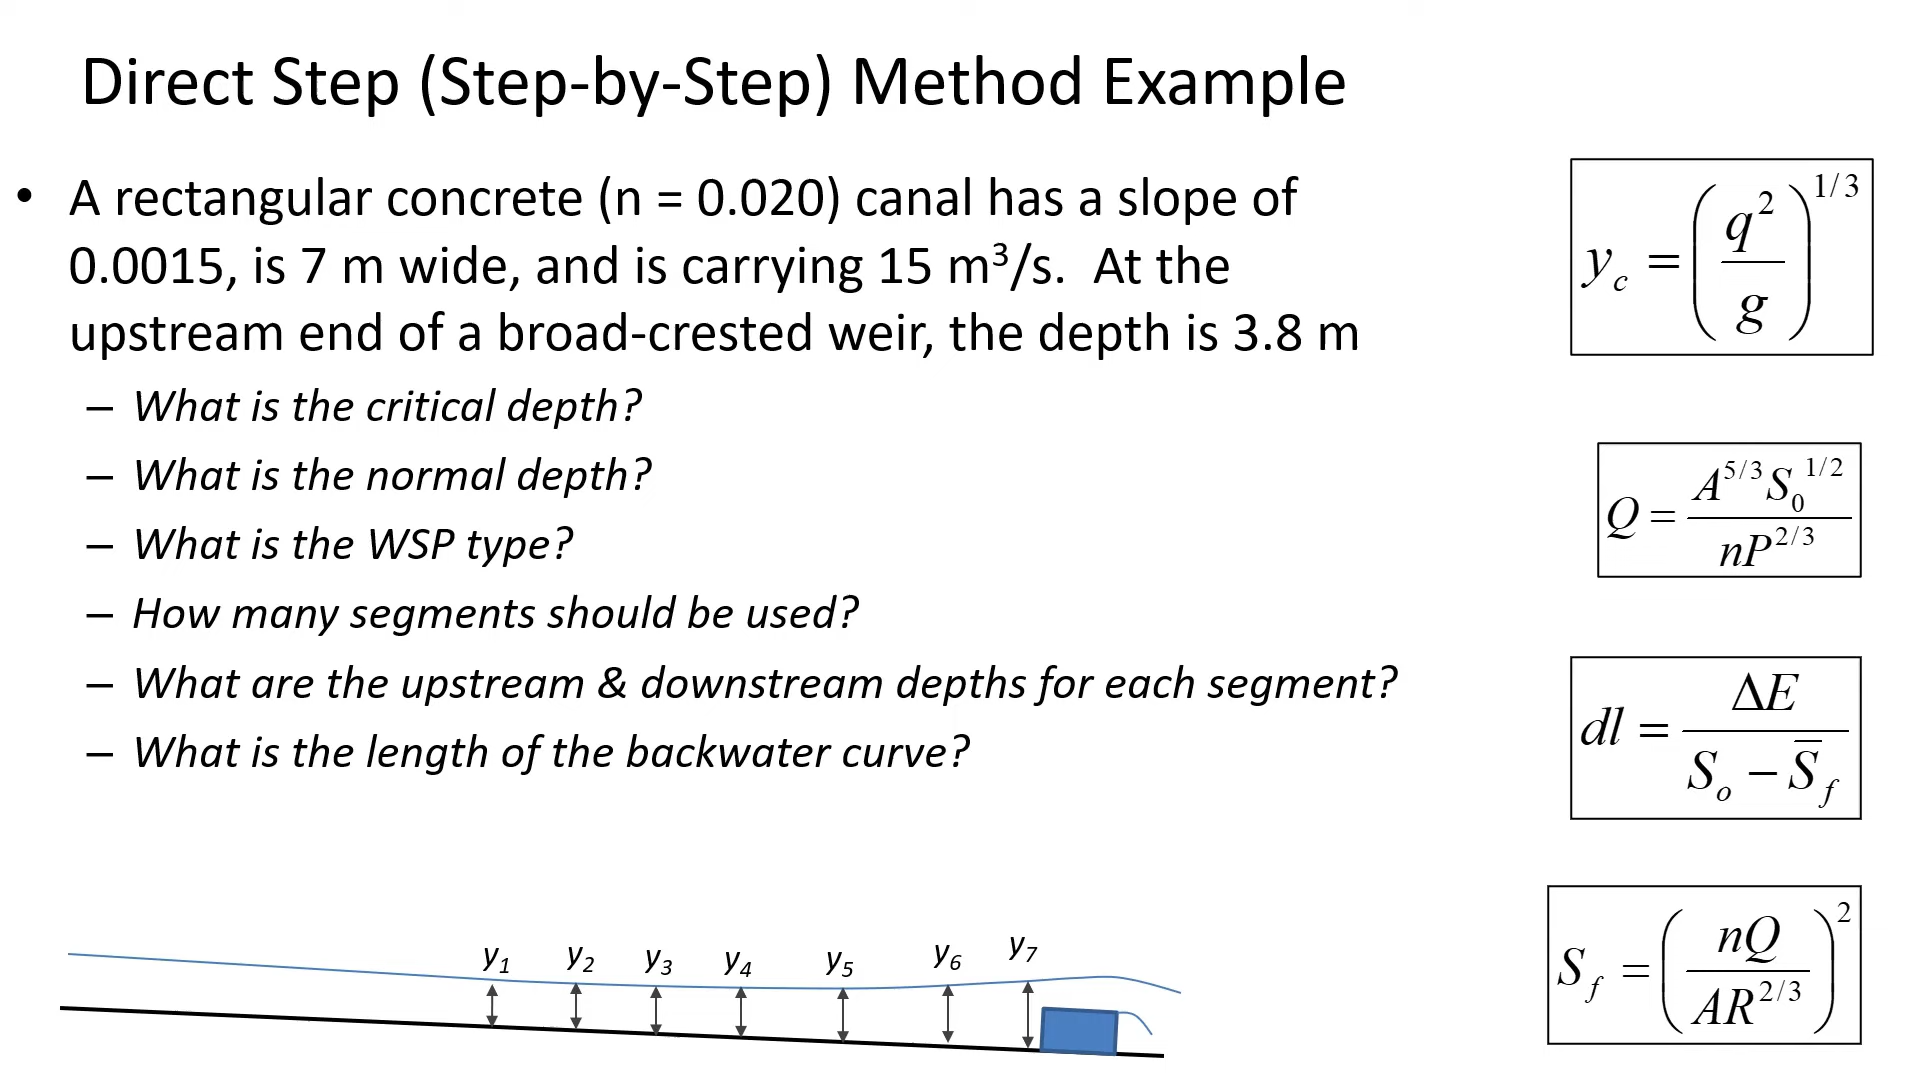 Direct Step (Step-by-Step) Method Example
• A rectangular concrete (n = 0.020) canal has a slope of
0.0015, is 7 m wide, and is carrying 15 m³/s.  At the
upstream end of a broad-crested weir, the depth is 3.8 m
– What is the critical depth?
– What is the normal depth?
– What is the WSP type?
– How many segments should be used?
– What are the upstream & downstream depths for each segment?
– What is the length of the backwater curve?
y_c = (q²/g)^{1/3}
Q = A^{5/3} S_0^{1/2} / nP^{2/3}
dl = ΔE / (S_o − S̅_f)
S_f = (nQ / AR^{2/3})²
y₁ y₂ y₃ y₄ y₅ y₆ y₇